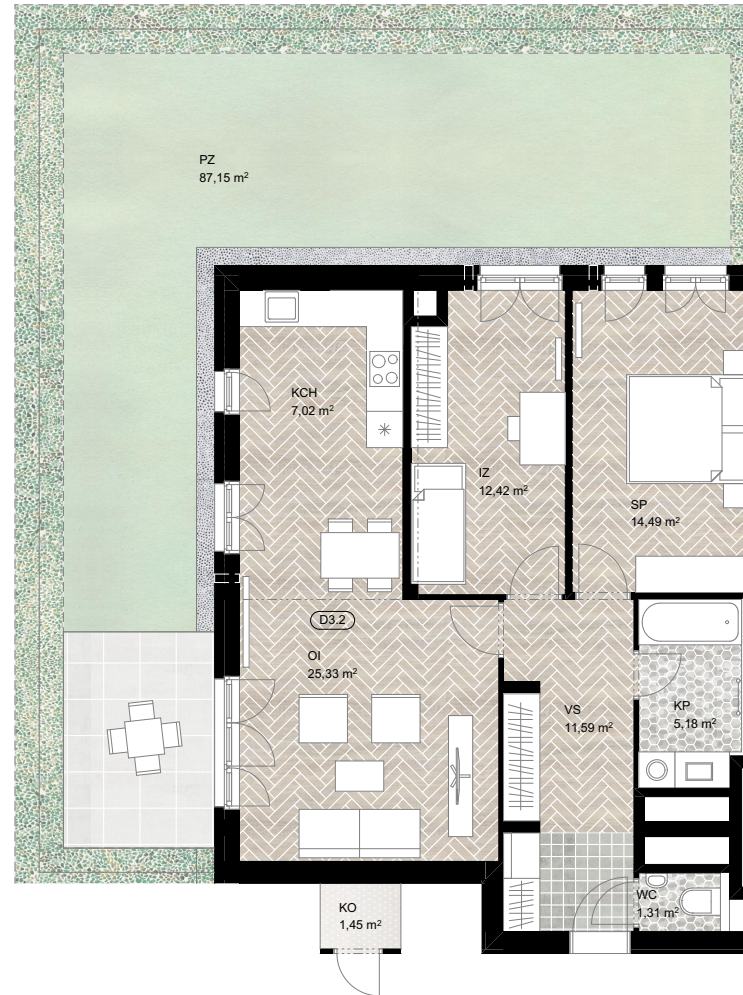 PZ
87,15 m²
KCH
7,02 m²
IZ
12,42 m²
SP
14,49 m²
D3.2
OI
25,33 m²
VS
11,59 m²
KP
5,18 m²
WC
1,31 m²
KO
1,45 m²